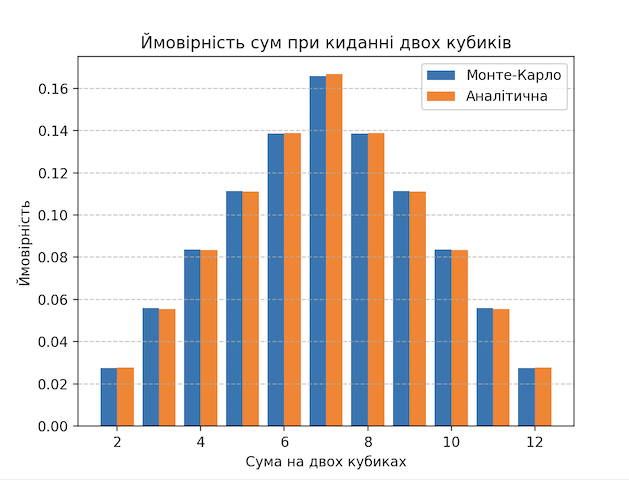 Ймовірність сум при киданні двох кубиків
Монте-Карло
Аналітична
0.16
0.14
0.12
0.10
0.08
0.06
0.04
0.02
0.00
Ймовірність
2 4 6 8 10 12
Сума на двох кубиках